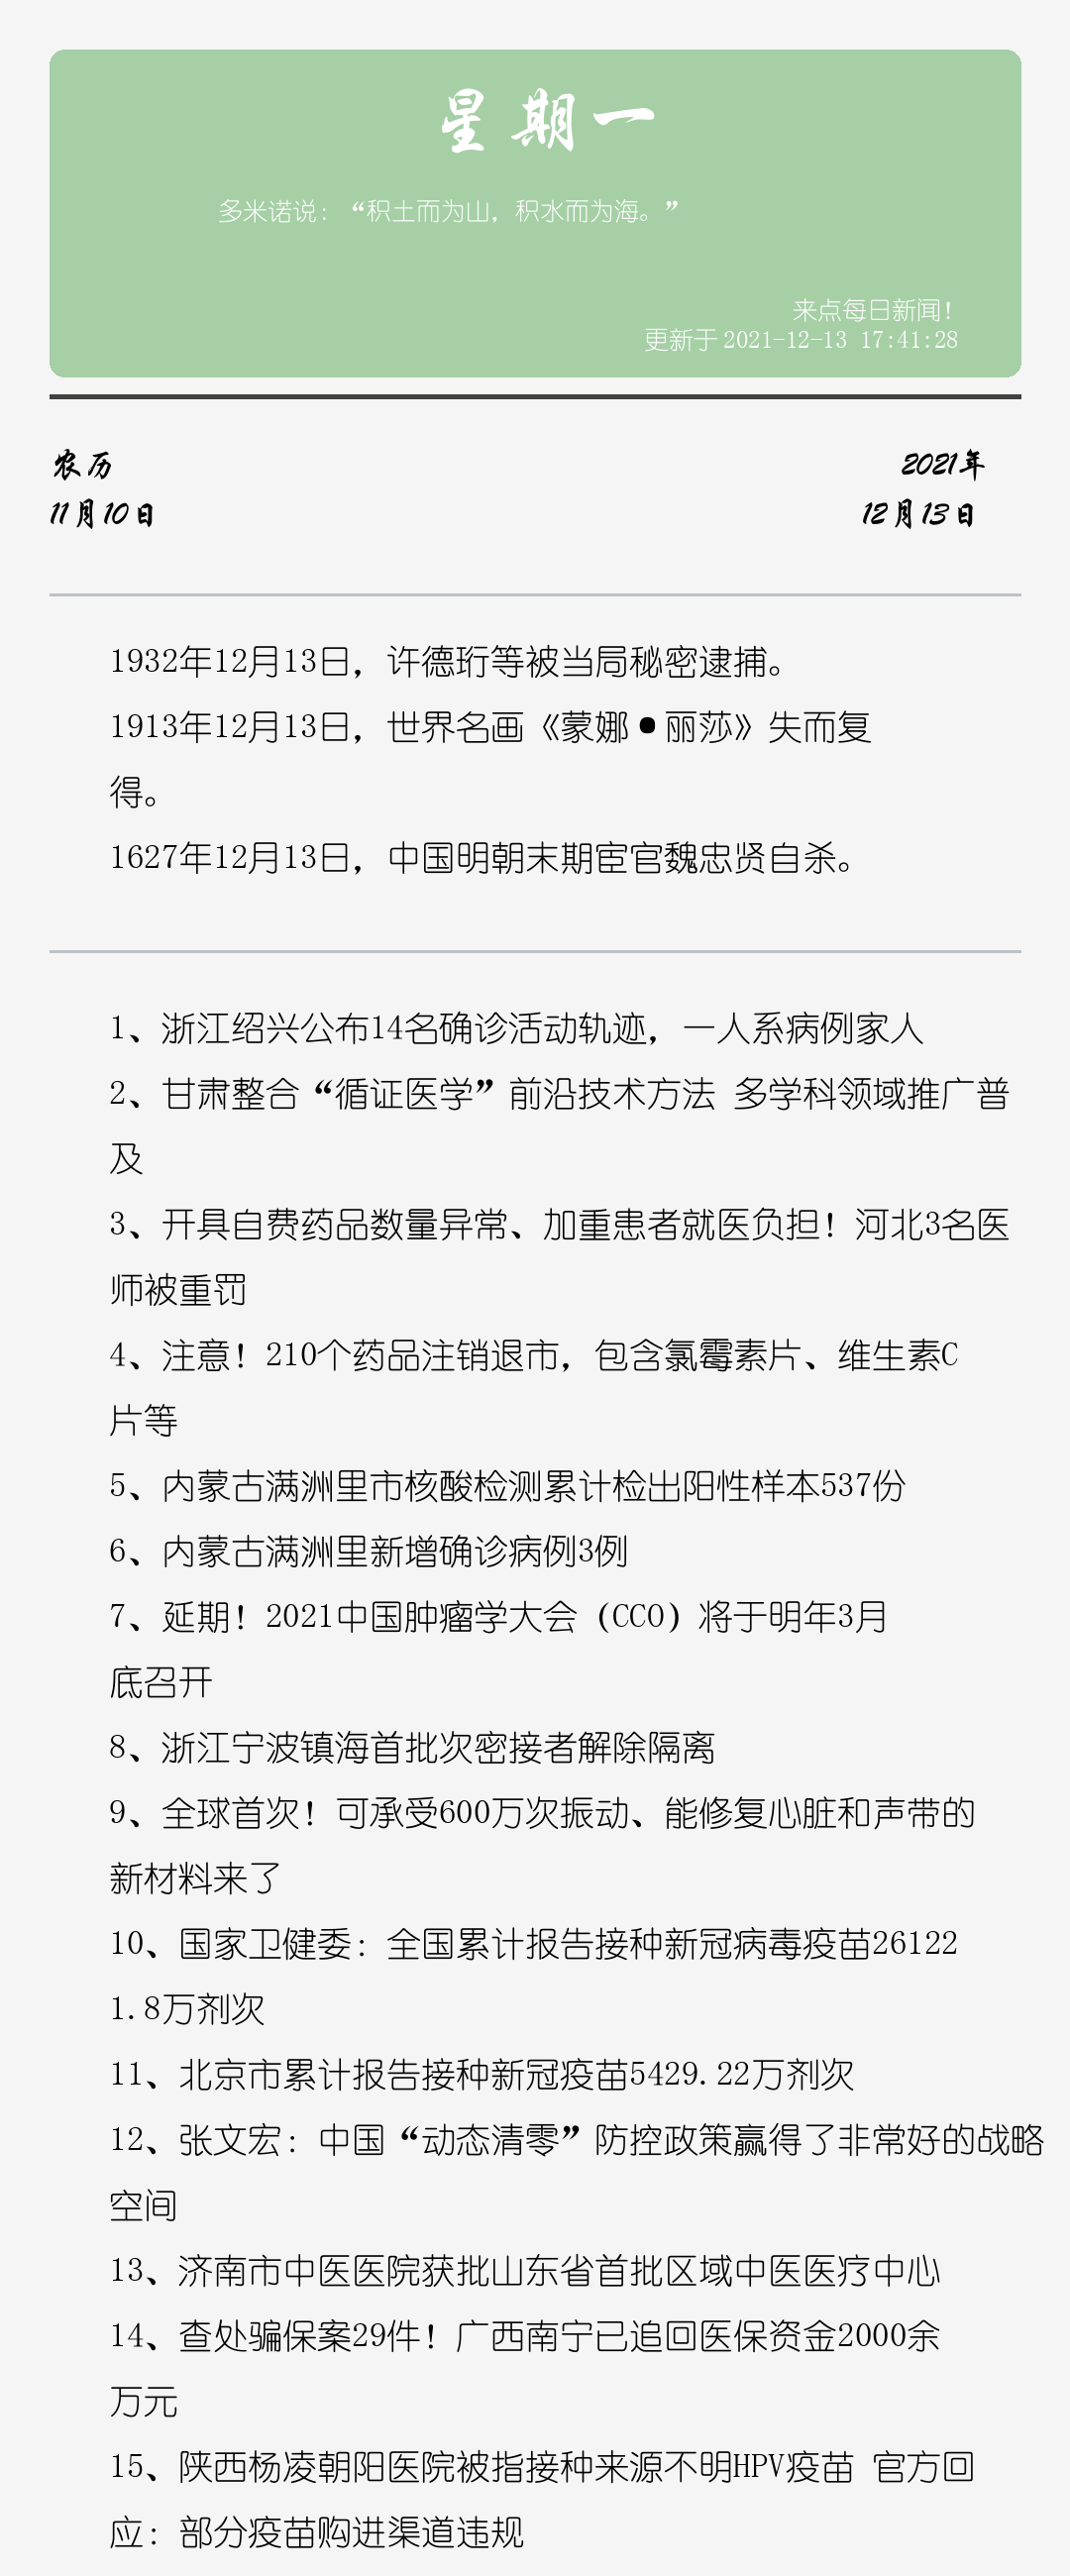 星期一
多米诺说：“积土而为山，积水而为海。”
来点每日新闻！
更新于 2021-12-13 17:41:28
农历
2021年
11月10日
12月13日
1932年12月13日，许德珩等被当局秘密逮捕。
1913年12月13日，世界名画《蒙娜•丽莎》失而复
得。
1627年12月13日，中国明朝末期宦官魏忠贤自杀。
1、浙江绍兴公布14名确诊活动轨迹，一人系病例家人
2、甘肃整合“循证医学”前沿技术方法 多学科领域推广普
及
3、开具自费药品数量异常、加重患者就医负担！河北3名医
师被重罚
4、注意！210个药品注销退市，包含氯霉素片、维生素C
片等
5、内蒙古满洲里市核酸检测累计检出阳性样本537份
6、内蒙古满洲里新增确诊病例3例
7、延期！2021中国肿瘤学大会（CCO）将于明年3月
底召开
8、浙江宁波镇海首批次密接者解除隔离
9、全球首次！可承受600万次振动、能修复心脏和声带的
新材料来了
10、国家卫健委：全国累计报告接种新冠病毒疫苗26122
1.8万剂次
11、北京市累计报告接种新冠疫苗5429.22万剂次
12、张文宏：中国“动态清零”防控政策赢得了非常好的战略
空间
13、济南市中医医院获批山东省首批区域中医医疗中心
14、查处骗保案29件！广西南宁已追回医保资金2000余
万元
15、陕西杨凌朝阳医院被指接种来源不明HPV疫苗 官方回
应：部分疫苗购进渠道违规